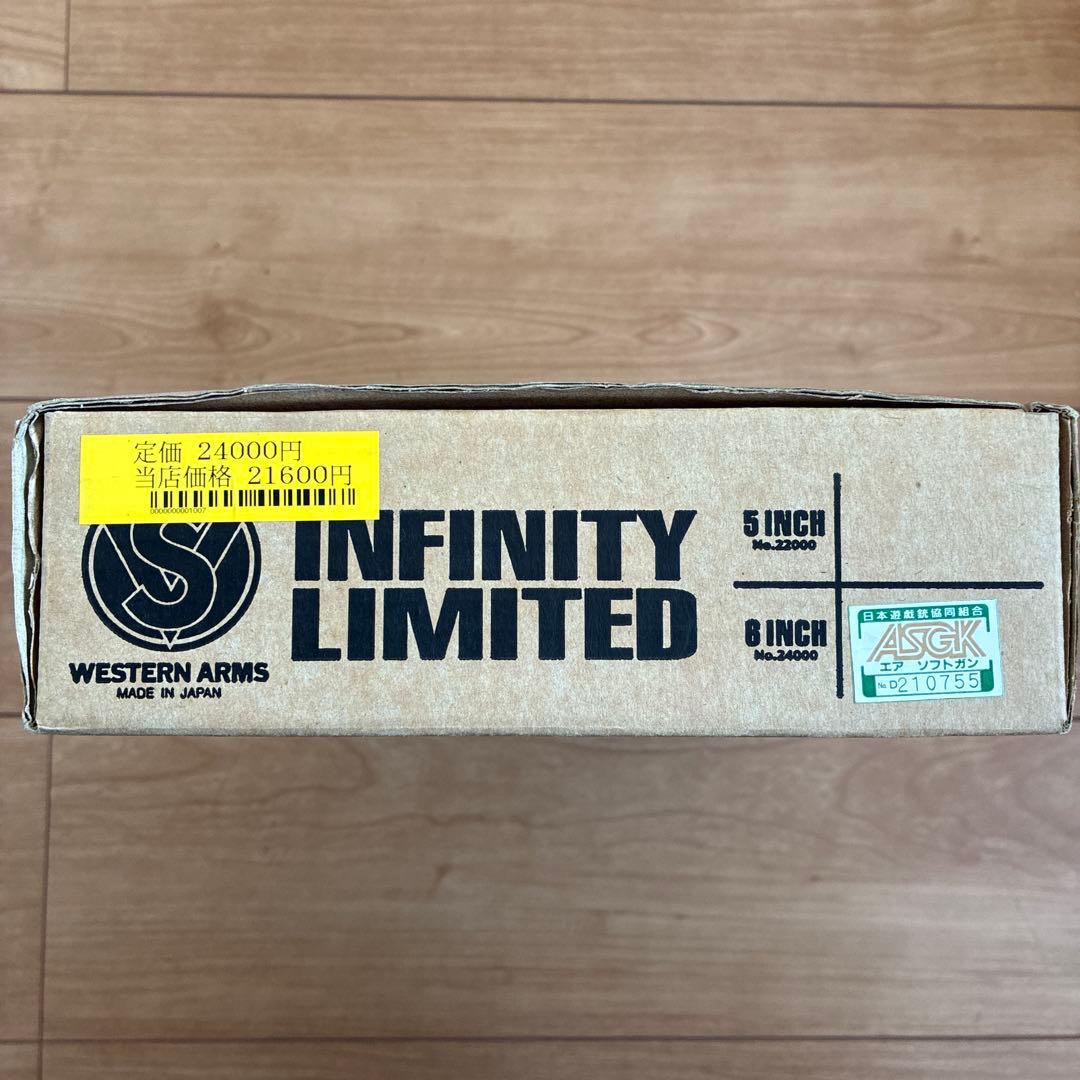 定価 24000円
当店価格 21600円
0000000001007
WESTERN ARMS
MADE IN JAPAN
INFINITY
LIMITED
5 INCH
No.22000
6 INCH
No.24000
日本遊戯銃協同組合
ASGK
エア ソフトガン
No.D210755